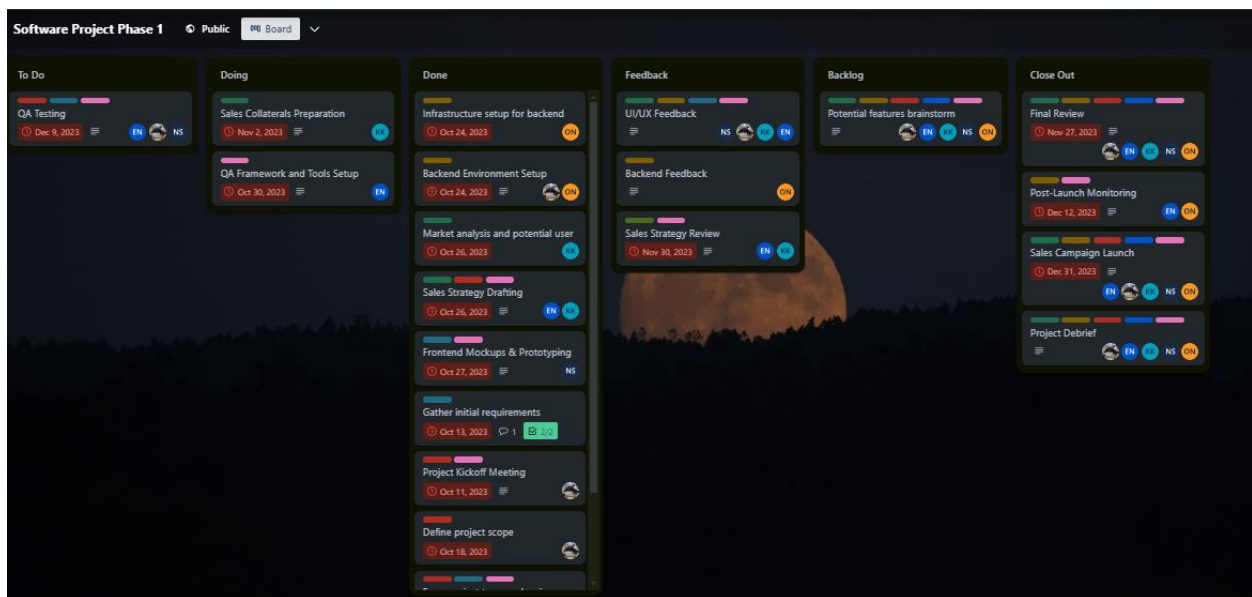 Software Project Phase 1 Public Board
To Do
QA Testing
Dec 9, 2023 EN NS
Doing
Sales Collaterals Preparation
Nov 2, 2023 KK
QA Framework and Tools Setup
Oct 30, 2023 EN
Done
Infrastructure setup for backend
Oct 24, 2023 ON
Backend Environment Setup
Oct 24, 2023 ON
Market analysis and potential user
Oct 26, 2023 KK
Sales Strategy Drafting
Oct 26, 2023 EN KK
Frontend Mockups & Prototyping
Oct 27, 2023 NS
Gather initial requirements
Oct 13, 2023 1 2/2
Project Kickoff Meeting
Oct 11, 2023
Define project scope
Oct 18, 2023
Feedback
UI/UX Feedback
NS KK EN
Backend Feedback
ON
Sales Strategy Review
Nov 30, 2023 EN KK
Backlog
Potential features brainstorm
EN KK NS ON
Close Out
Final Review
Nov 27, 2023
EN KK NS ON
Post-Launch Monitoring
Dec 12, 2023 EN ON
Sales Campaign Launch
Dec 31, 2023
EN KK NS ON
Project Debrief
EN KK NS ON